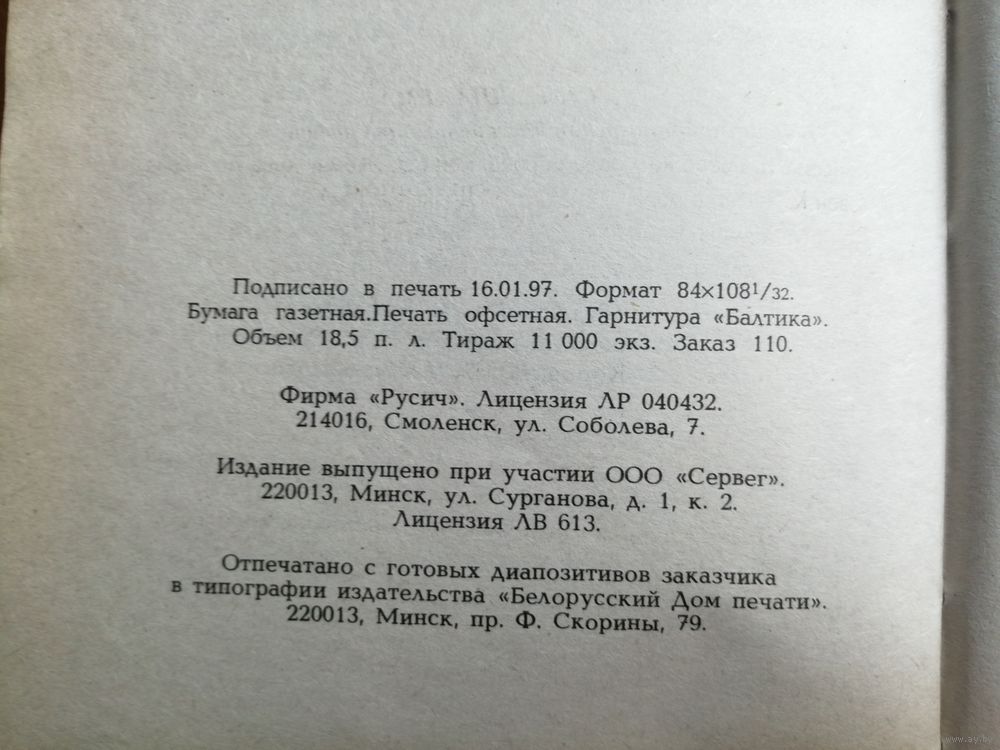 Подписано в печать 16.01.97. Формат 84×108¹/₃₂.
Бумага газетная.Печать офсетная. Гарнитура «Балтика».
Объем 18,5 п. л. Тираж 11 000 экз. Заказ 110.
Фирма «Русич». Лицензия ЛР 040432.
214016, Смоленск, ул. Соболева, 7.
Издание выпущено при участии ООО «Сервег».
220013, Минск, ул. Сурганова, д. 1, к. 2.
Лицензия ЛВ 613.
Отпечатано с готовых диапозитивов заказчика
в типографии издательства «Белорусский Дом печати».
220013, Минск, пр. Ф. Скорины, 79.